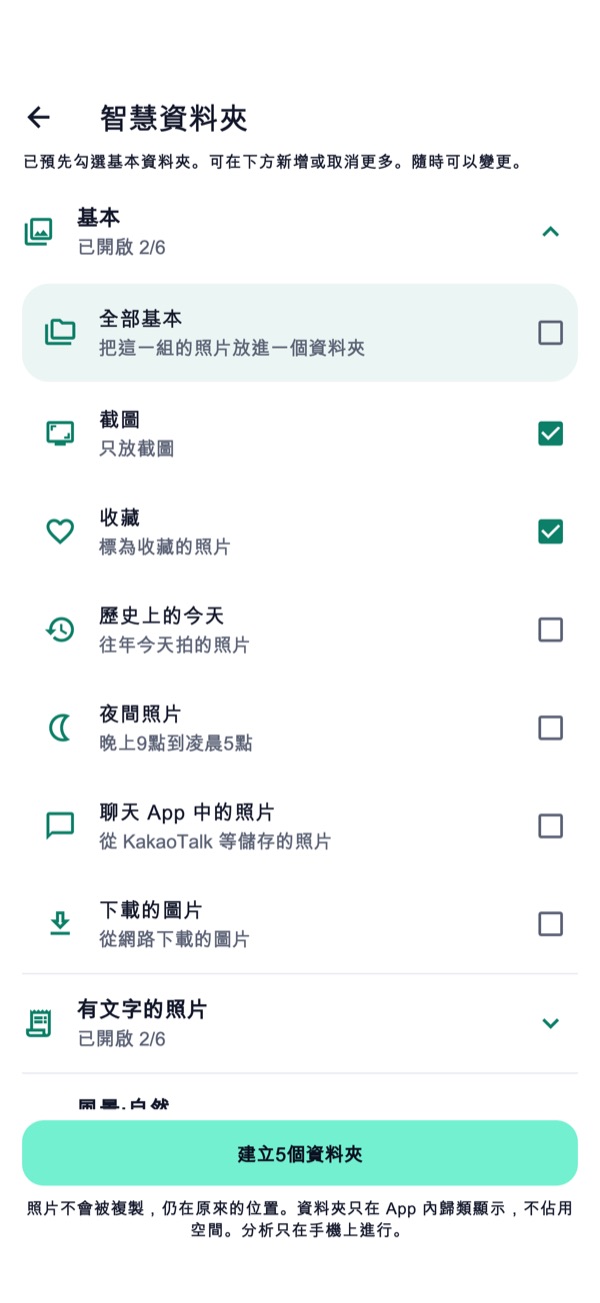 智慧資料夾
已預先勾選基本資料夾。可在下方新增或取消更多。隨時可以變更。
基本
已開啟 2/6
全部基本
把這一組的照片放進一個資料夾
截圖
只放截圖
收藏
標為收藏的照片
歷史上的今天
往年今天拍的照片
夜間照片
晚上9點到凌晨5點
聊天 App 中的照片
從 KakaoTalk 等儲存的照片
下載的圖片
從網路下載的圖片
有文字的照片
已開啟 2/6
風景·自然
建立5個資料夾
照片不會被複製，仍在原來的位置。資料夾只在 App 內歸類顯示，不佔用
空間。分析只在手機上進行。